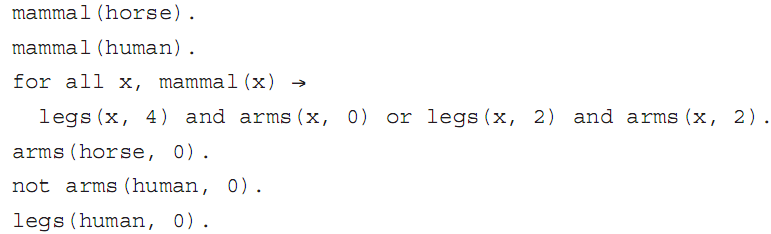 mammal(horse).
mammal(human).
for all x, mammal(x) →
legs(x, 4) and arms(x, 0) or legs(x, 2) and arms(x, 2).
arms(horse, 0).
not arms(human, 0).
legs(human, 0).